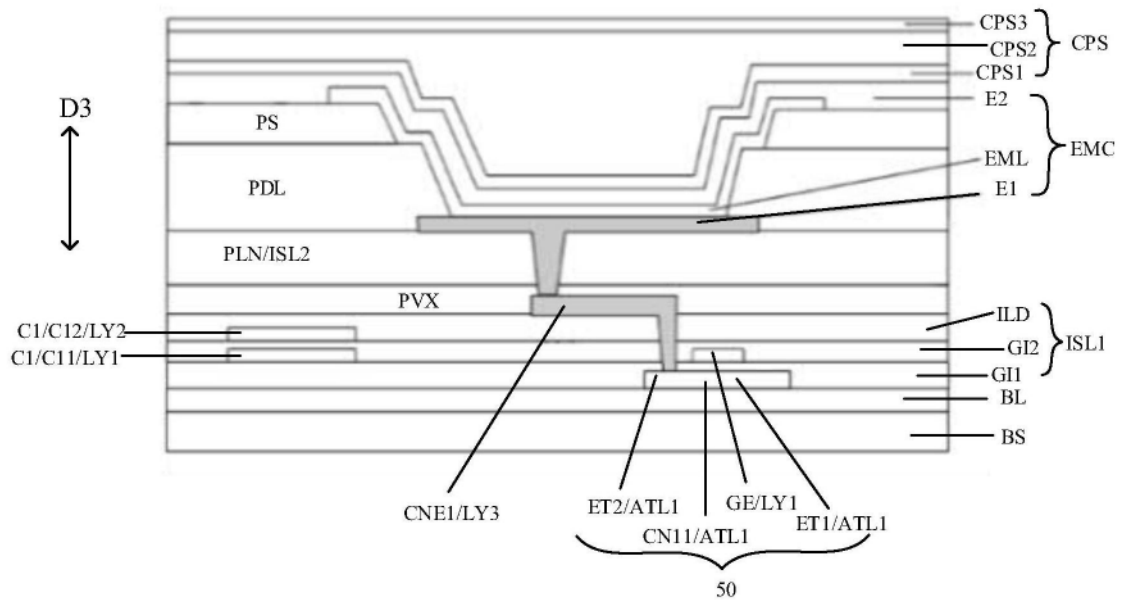 CPS3
CPS2 CPS
CPS1
D3
E2
PS
EML EMC
PDL
E1
PLN/ISL2
PVX
ILD
C1/C12/LY2
GI2 ISL1
C1/C11/LY1
GI1
BL
BS
CNE1/LY3
ET2/ATL1
GE/LY1
ET1/ATL1
CN11/ATL1
50